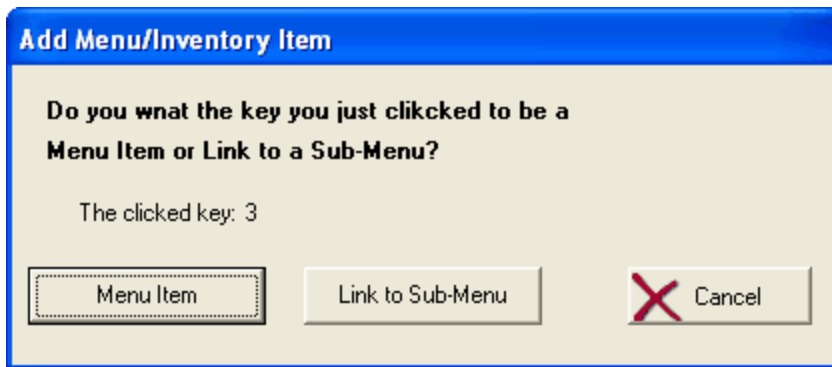 Add Menu/Inventory Item
Do you wnat the key you just clikcked to be a
Menu Item or Link to a Sub-Menu?
The clicked key: 3
Menu Item
Link to Sub-Menu
Cancel